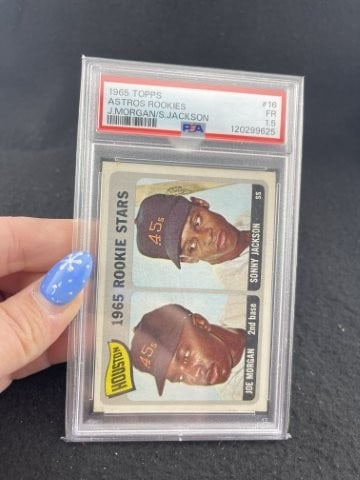 1965 TOPPS #16
ASTROS ROOKIES FR
J.MORGAN/S.JACKSON 1.5
PSA 120299625
HOUSTON 1965 ROOKIE STARS
45s
45s
JOE MORGAN 2nd base
SONNY JACKSON SS